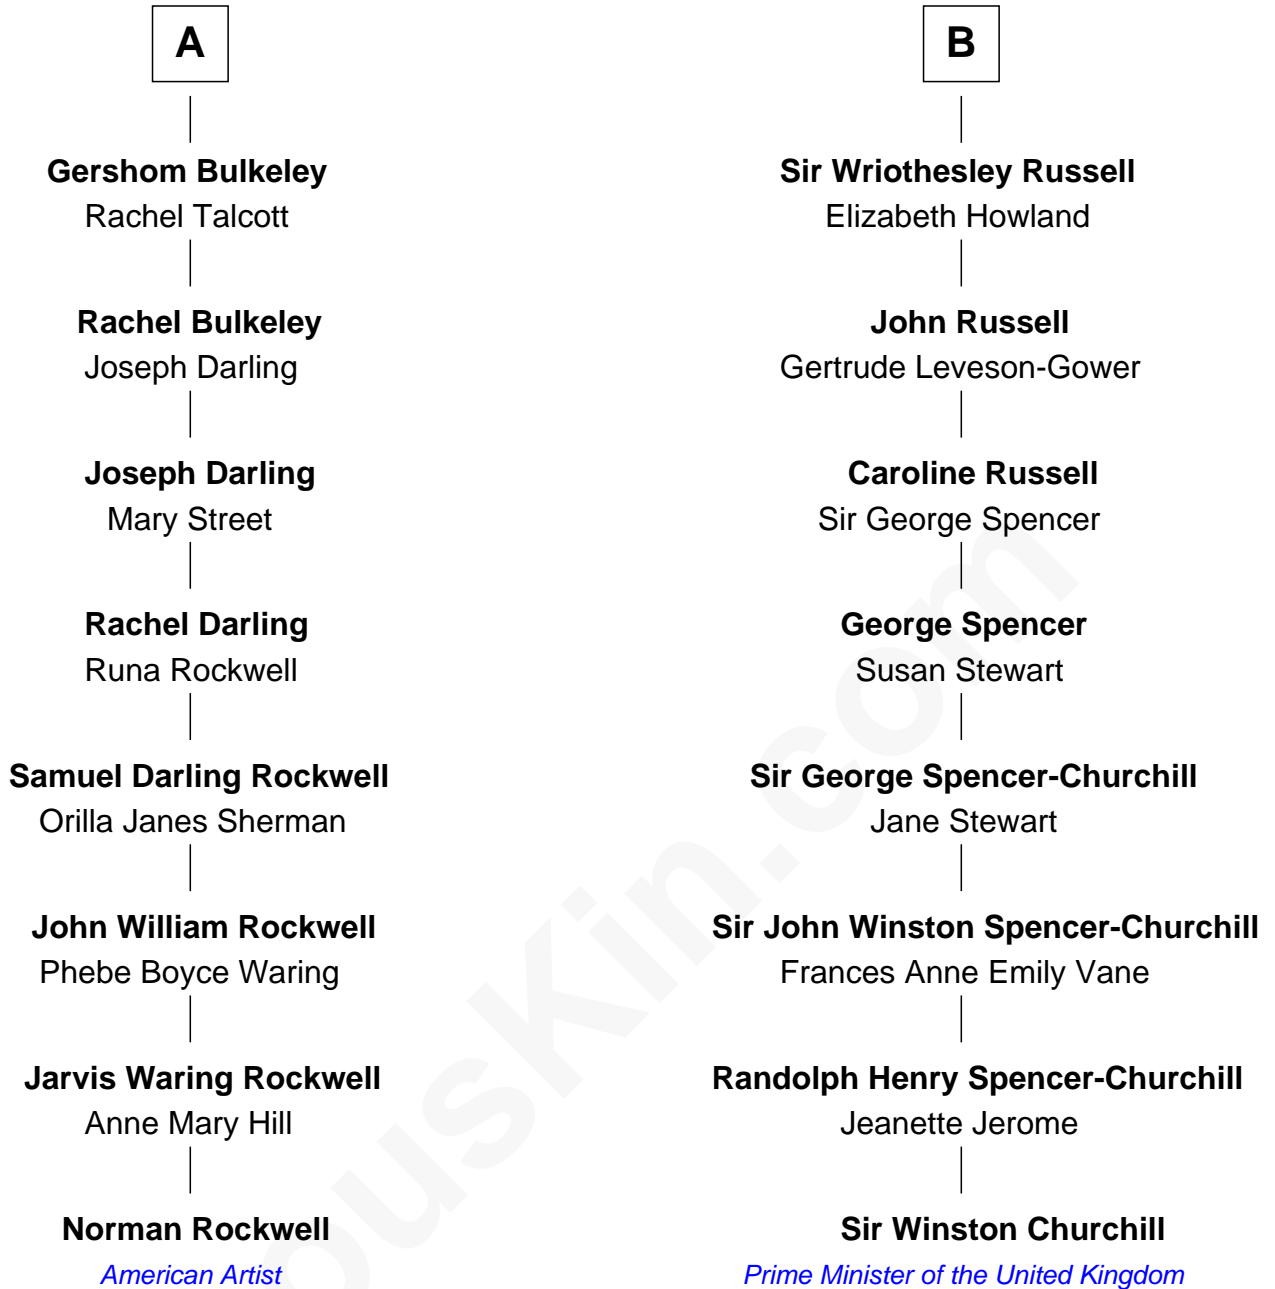 A
Gershom Bulkeley
Rachel Talcott
Rachel Bulkeley
Joseph Darling
Joseph Darling
Mary Street
Rachel Darling
Runa Rockwell
Samuel Darling Rockwell
Orilla Janes Sherman
John William Rockwell
Phebe Boyce Waring
Jarvis Waring Rockwell
Anne Mary Hill
Norman Rockwell
American Artist
B
Sir Wriothesley Russell
Elizabeth Howland
John Russell
Gertrude Leveson-Gower
Caroline Russell
Sir George Spencer
George Spencer
Susan Stewart
Sir George Spencer-Churchill
Jane Stewart
Sir John Winston Spencer-Churchill
Frances Anne Emily Vane
Randolph Henry Spencer-Churchill
Jeanette Jerome
Sir Winston Churchill
Prime Minister of the United Kingdom
ousKin.com